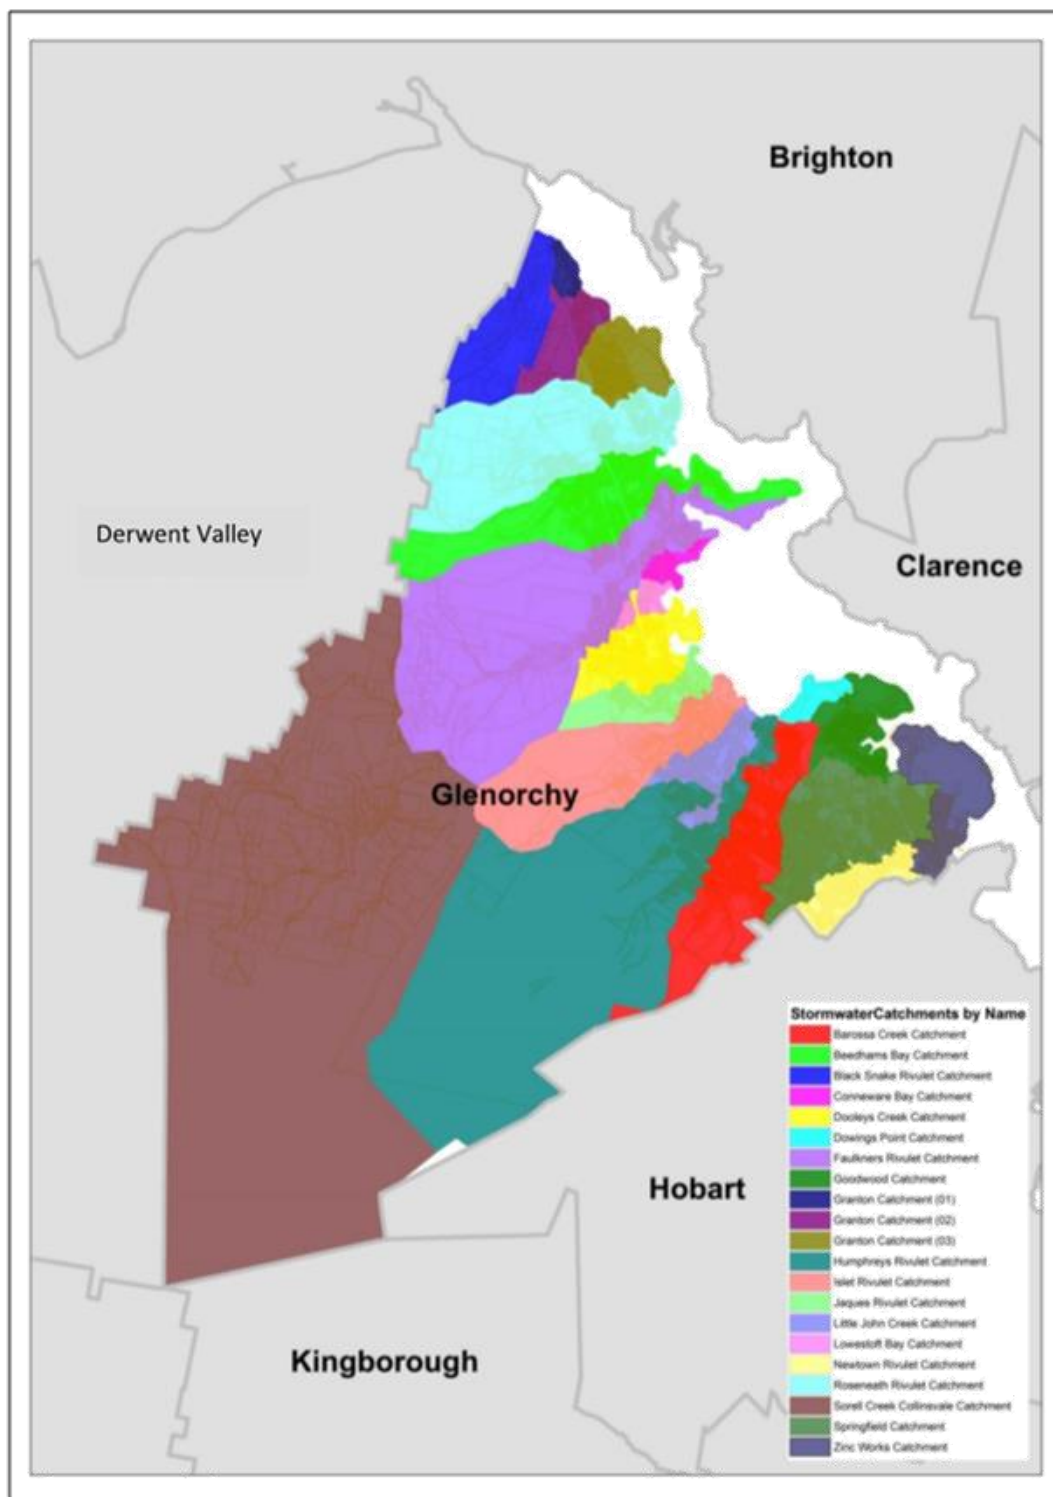 Brighton
Derwent Valley
Clarence
Glenorchy
Hobart
Kingborough
StormwaterCatchments by Name
Barossa Creek Catchment
Beedhams Bay Catchment
Black Snake Rivulet Catchment
Conneware Bay Catchment
Dooleys Creek Catchment
Dowings Point Catchment
Faulkners Rivulet Catchment
Goodwood Catchment
Granton Catchment (01)
Granton Catchment (02)
Granton Catchment (03)
Humphreys Rivulet Catchment
Islet Rivulet Catchment
Jaques Rivulet Catchment
Little John Creek Catchment
Lowestoft Bay Catchment
Newtown Rivulet Catchment
Roseneath Rivulet Catchment
Sorell Creek Collinsvale Catchment
Springfield Catchment
Zinc Works Catchment